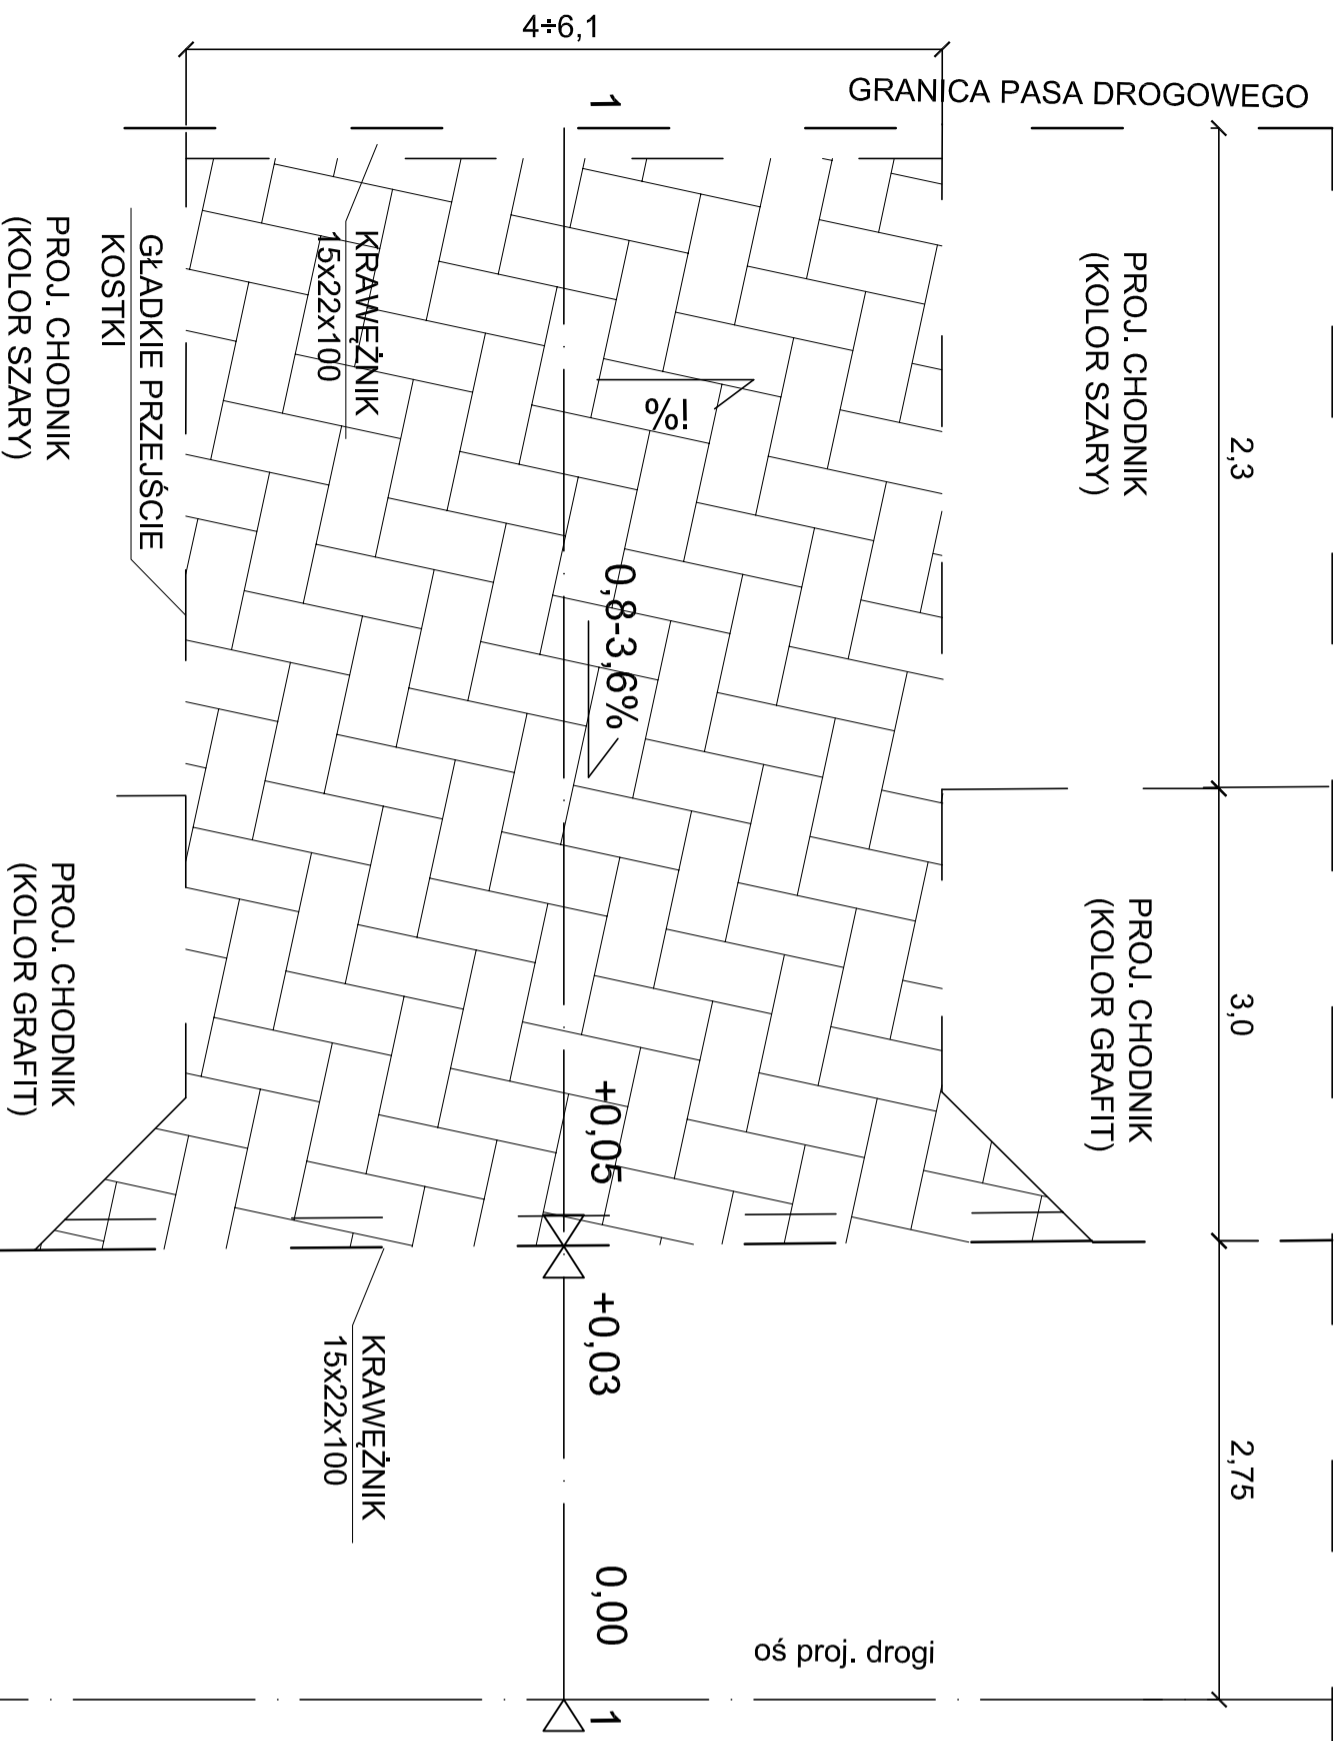 4÷6,1
GRANICA PASA DROGOWEGO
1
PROJ. CHODNIK
(KOLOR SZARY)
GŁADKIE PRZEJŚCIE
KOSTKI
KRAWĘŻNIK
15x22x100
%!
PROJ. CHODNIK
(KOLOR SZARY)
2,3
0,8-3,6%
PROJ. CHODNIK
(KOLOR GRAFIT)
PROJ. CHODNIK
(KOLOR GRAFIT)
3,0
+0,05
+0,03
KRAWĘŻNIK
15x22x100
2,75
0,00
oś proj. drogi
1